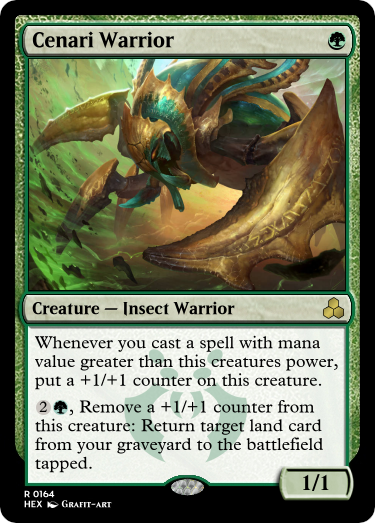 Cenari Warrior
Creature — Insect Warrior
Whenever you cast a spell with mana
value greater than this creatures power,
put a +1/+1 counter on this creature.
2 , Remove a +1/+1 counter from
this creature: Return target land card
from your graveyard to the battlefield
tapped.
1/1
R 0164
HEX Grafit-art